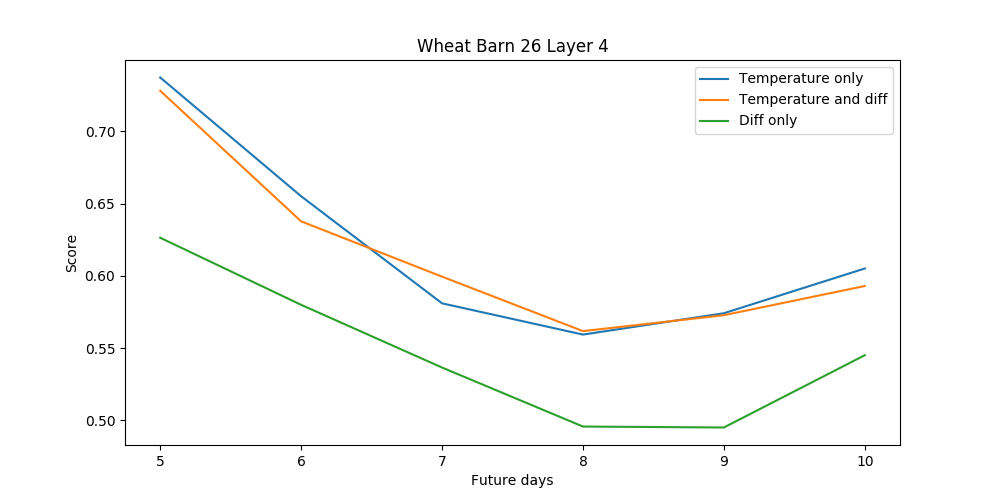 Wheat Barn 26 Layer 4
Temperature only
Temperature and diff
Diff only
Score
0.70
0.65
0.60
0.55
0.50
5 6 7 8 9 10
Future days